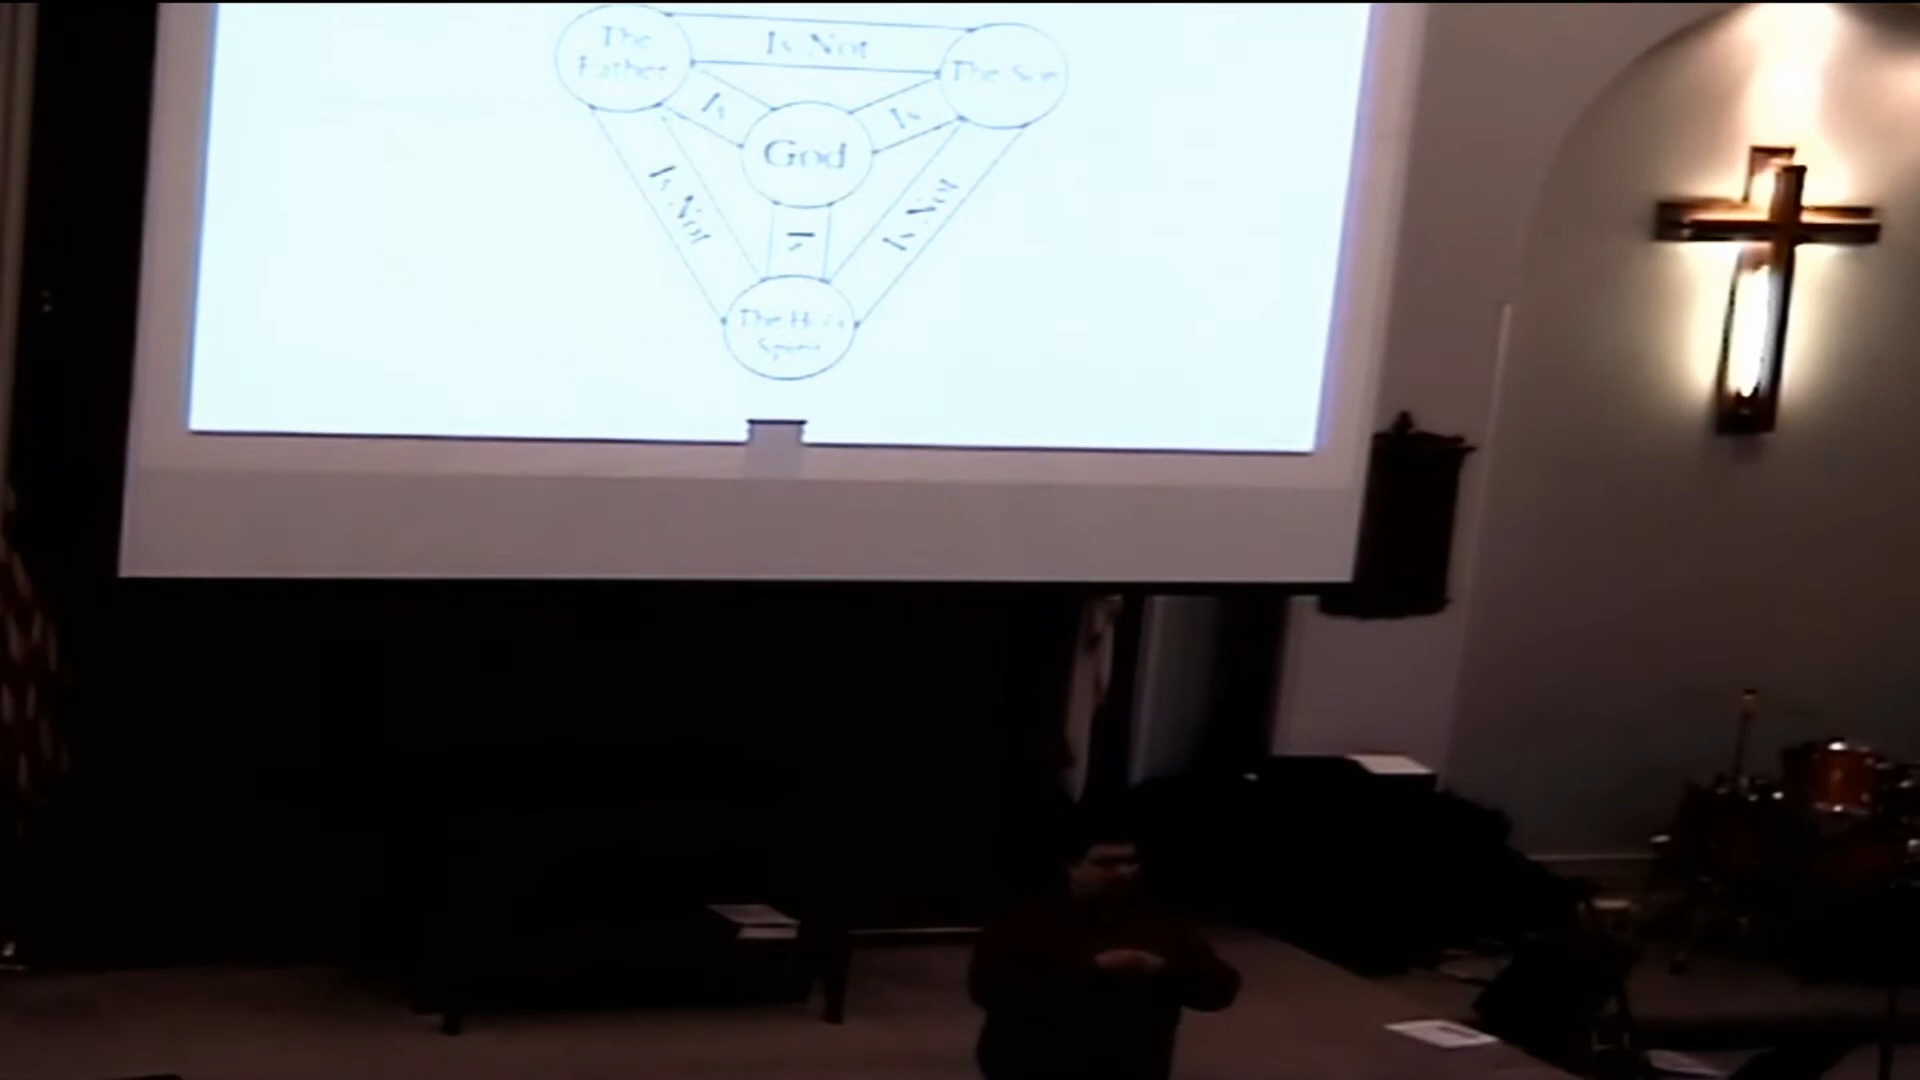 The
Father
Is Not
The Son
Is
Is
God
Is Not
Is
Is Not
The Holy
Spirit